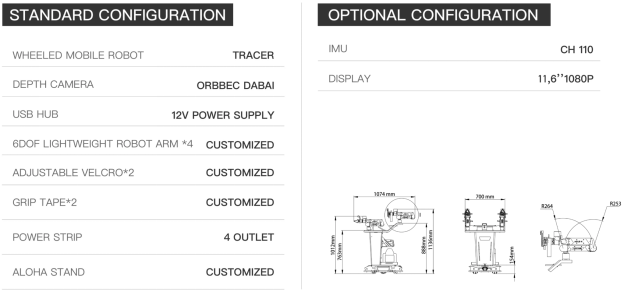 STANDARD CONFIGURATION
WHEELED MOBILE ROBOT TRACER
DEPTH CAMERA ORBBEC DABAI
USB HUB 12V POWER SUPPLY
6DOF LIGHTWEIGHT ROBOT ARM *4 CUSTOMIZED
ADJUSTABLE VELCRO*2 CUSTOMIZED
GRIP TAPE*2 CUSTOMIZED
POWER STRIP 4 OUTLET
ALOHA STAND CUSTOMIZED
OPTIONAL CONFIGURATION
IMU CH 110
DISPLAY 11,6''1080P
1074 mm
1012mm
765mm
888mm
1136mm
700 mm
154mm
R264
R253